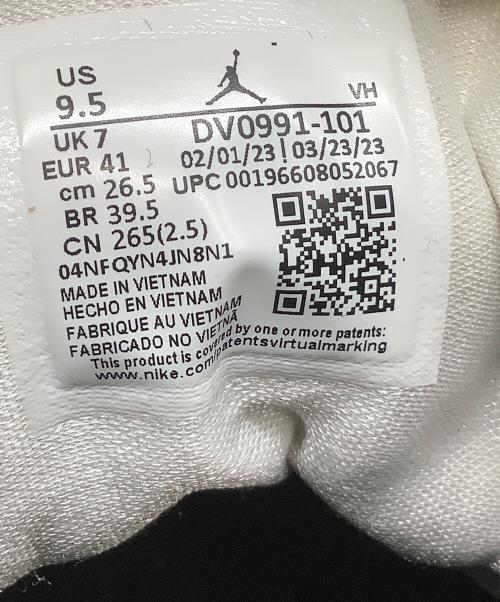 US
9.5
VH
UK 7
DV0991-101
EUR 41
02/01/23 | 03/23/23
cm 26.5
UPC 00196608052067
BR 39.5
CN 265(2.5)
04NFQYN4JN8N1
MADE IN VIETNAM
HECHO EN VIETNAM
FABRIQUE AU VIETNAM
FABRICADO NO VIETNÃ
This product is covered by one or more patents:
www.nike.com/patentsvirtualmarking